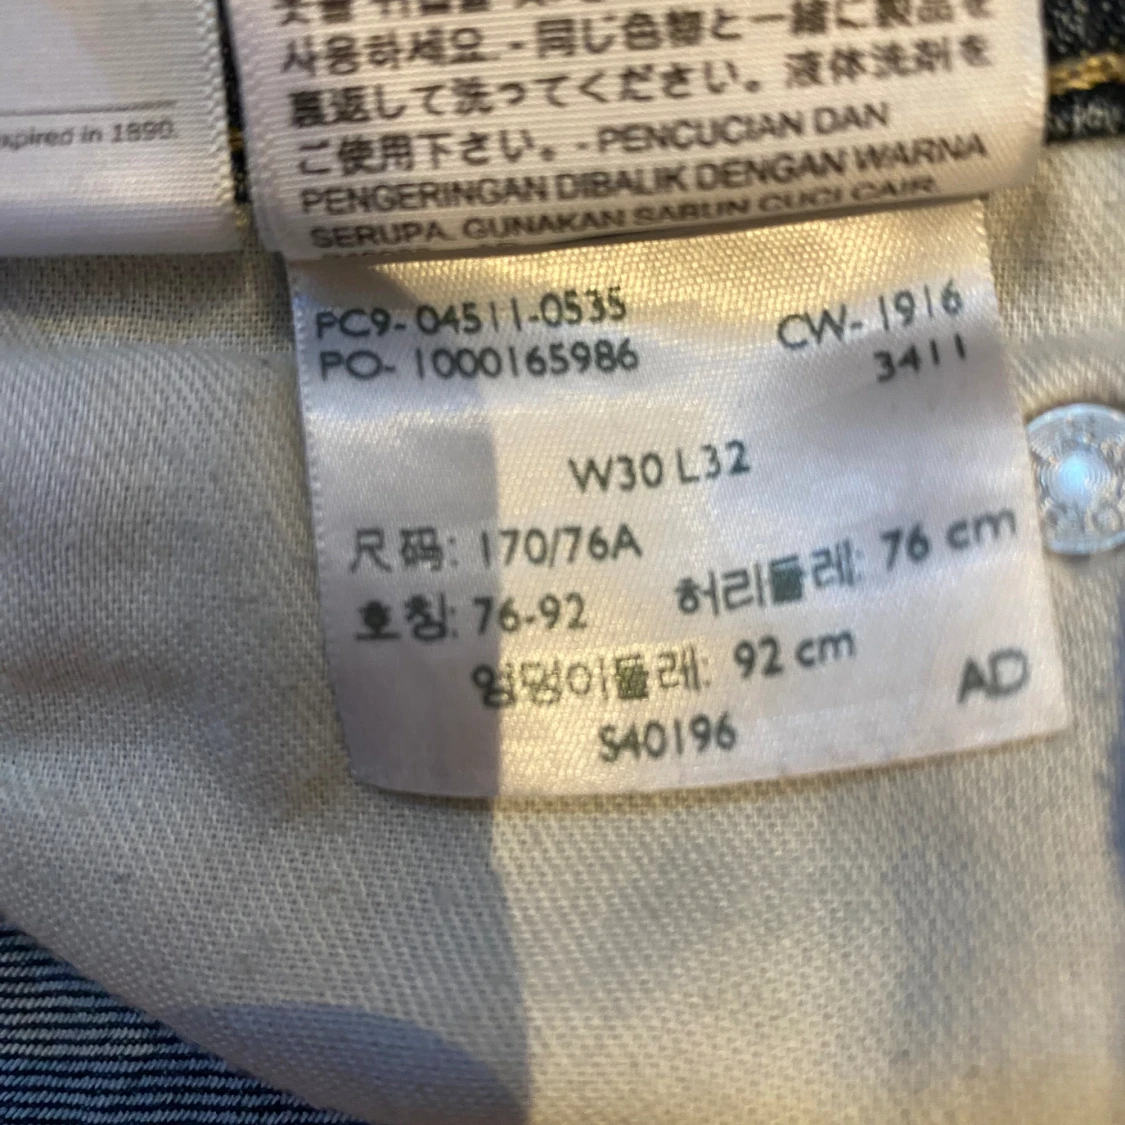 xpired in 1890.
사용하세요. - 同じ色物と一緒に製品を
裏返して洗ってください。液体洗剤を
ご使用下さい。- PENCUCIAN DAN
PENGERINGAN DIBALIK DENGAN WARNA
SERUPA. GUNAKAN SABUN CUCI CAIR.
PC9-04511-0535 CW-1916
PO-1000165986 3411
W30 L32
尺码: 170/76A
호칭: 76-92 허리둘레: 76 cm
엉덩이둘레: 92 cm
AD
S40196